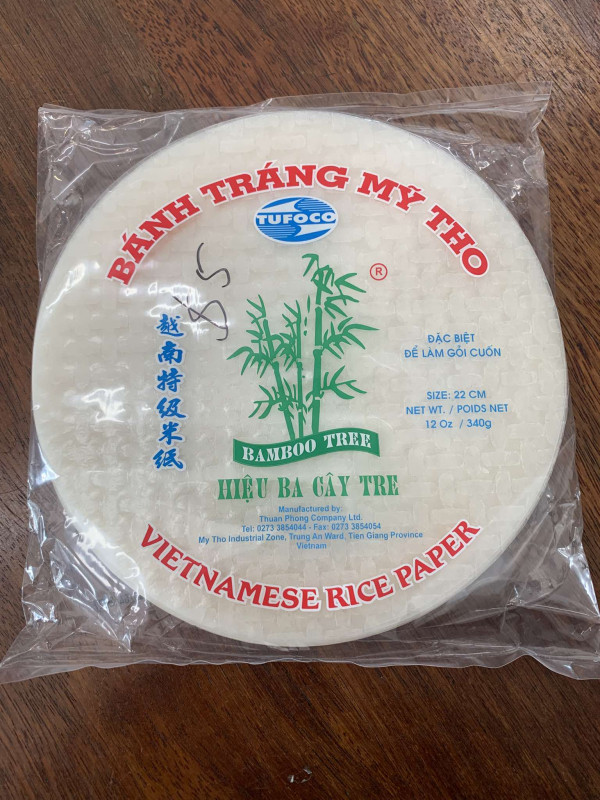 BÁNH TRÁNG MỸ THO
TUFOCO
85
®
越南特级米纸
ĐẶC BIỆT
ĐỂ LÀM GỎI CUỐN
SIZE: 22 CM
NET WT. / POIDS NET
12 Oz / 340g
BAMBOO TREE
HIỆU BA CÂY TRE
Manufactured by
Thuan Phong Company Ltd.
Tel: 0273 3854044 - Fax: 0273 3854054
My Tho Industrial Zone, Trung An Ward, Tien Giang Province
Vietnam
VIETNAMESE RICE PAPER